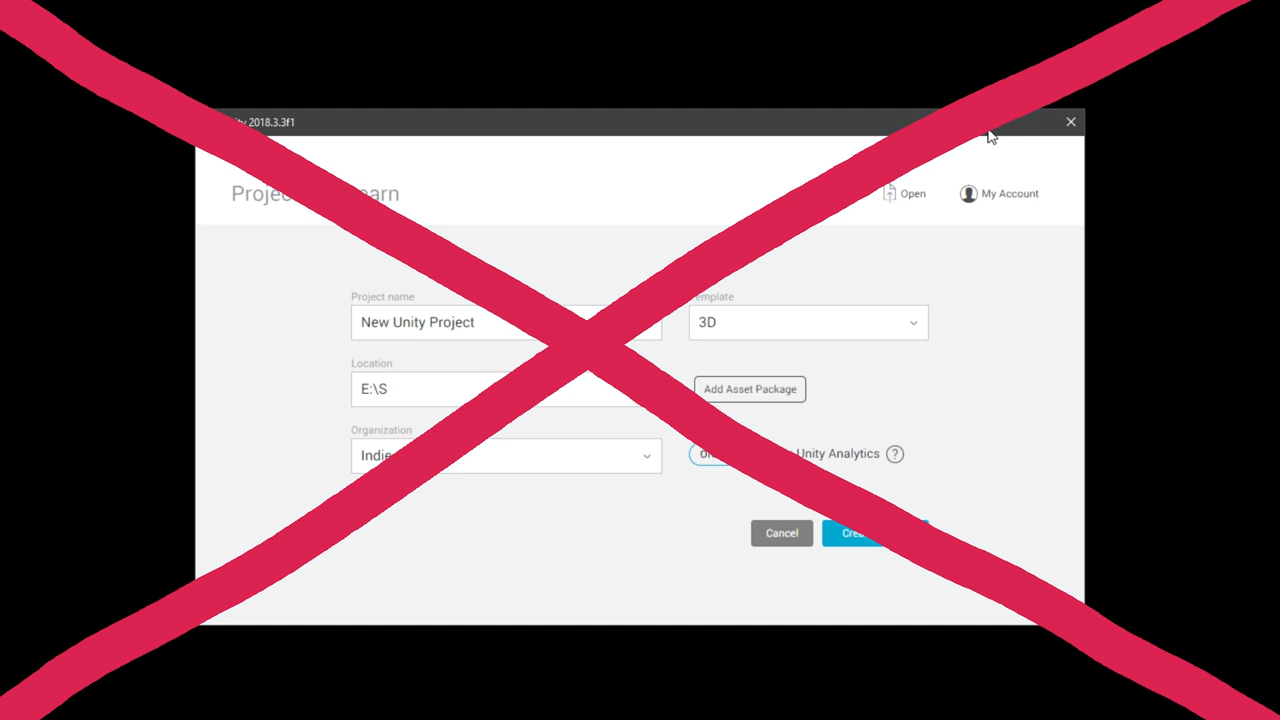 2018.3.3f1
Open
My Account
Project name
New Unity Project
3D
Location
E:\S
Add Asset Package
Organization
Unity Analytics ?
Cancel